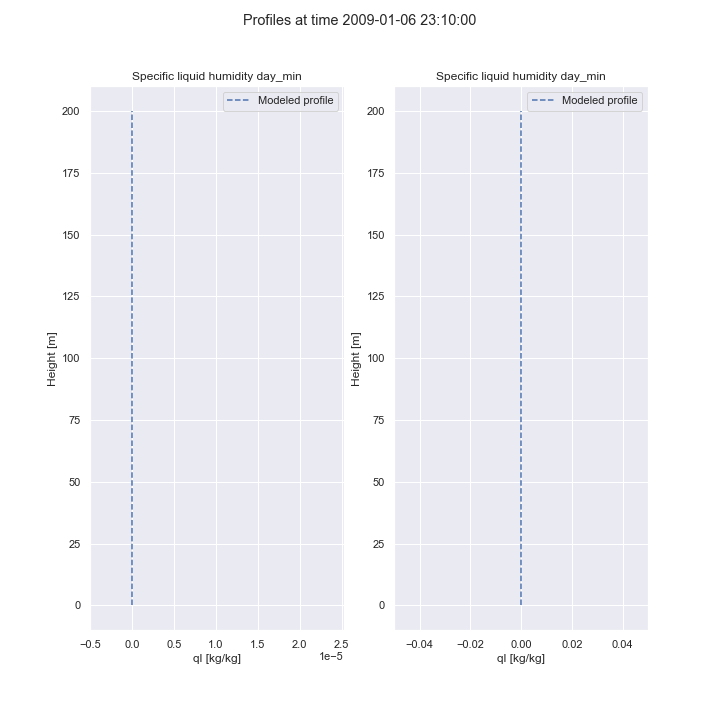 Profiles at time 2009-01-06 23:10:00
Specific liquid humidity day_min
Modeled profile
200
175
150
125
100
75
50
25
0
Height [m]
−0.5 0.0 0.5 1.0 1.5 2.0 2.5
1e−5
ql [kg/kg]
Specific liquid humidity day_min
Modeled profile
200
175
150
125
100
75
50
25
0
Height [m]
−0.04 −0.02 0.00 0.02 0.04
ql [kg/kg]